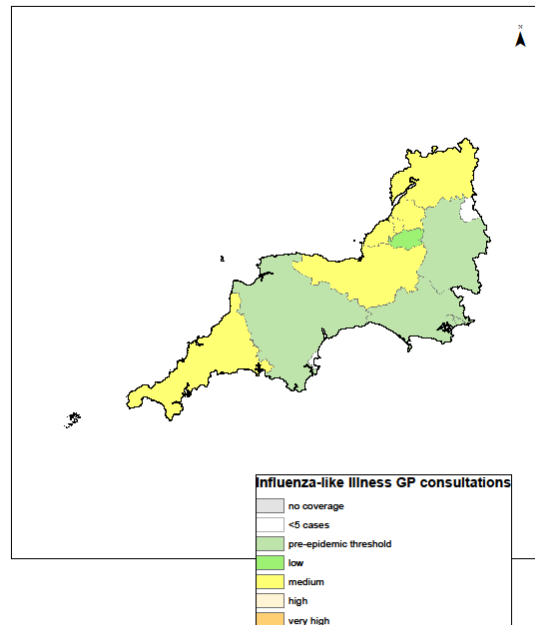 N
Influenza-like Illness GP consultations
no coverage
<5 cases
pre-epidemic threshold
low
medium
high
very high